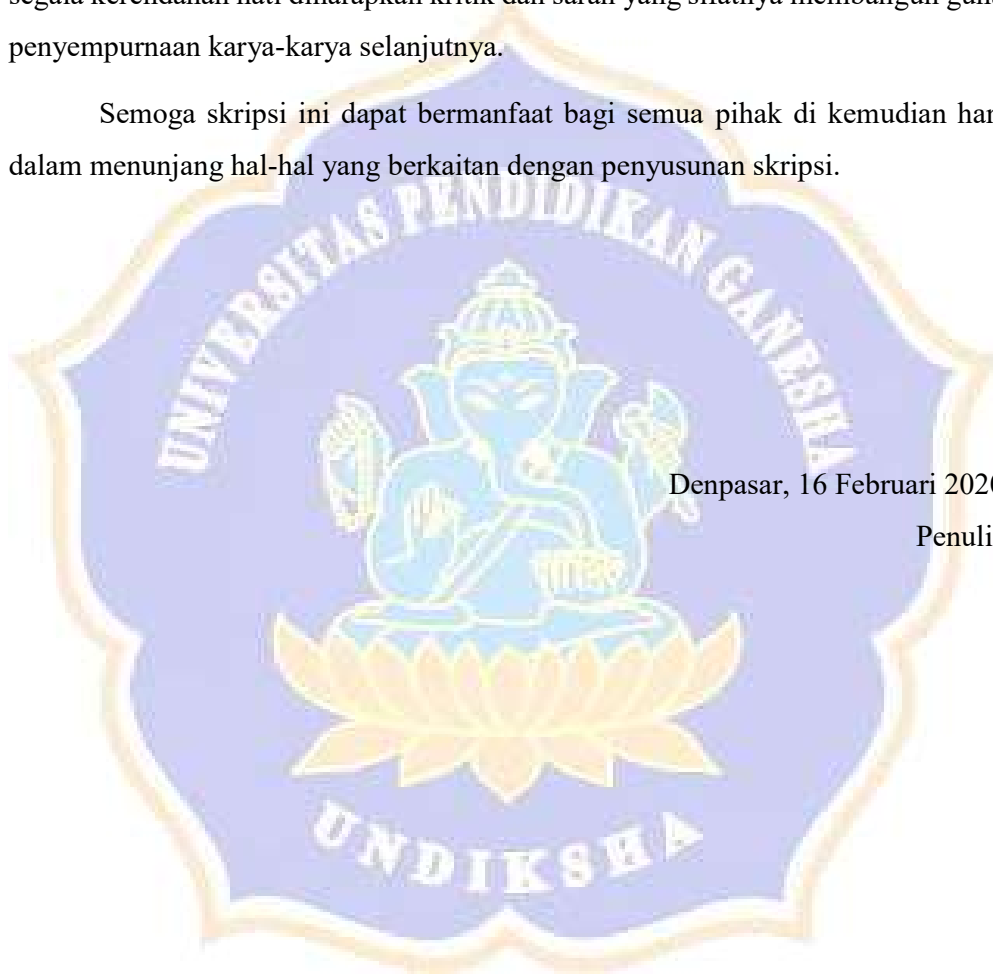 segala kerendahan hati diharapkan kritik dan saran yang sifatnya membangun guna
penyempurnaan karya-karya selanjutnya.
Semoga skripsi ini dapat bermanfaat bagi semua pihak di kemudian hari
dalam menunjang hal-hal yang berkaitan dengan penyusunan skripsi.
UNIVERSITAS PENDIDIKAN GANESHA
Denpasar, 16 Februari 2020
Penuli
UNDIKSHA